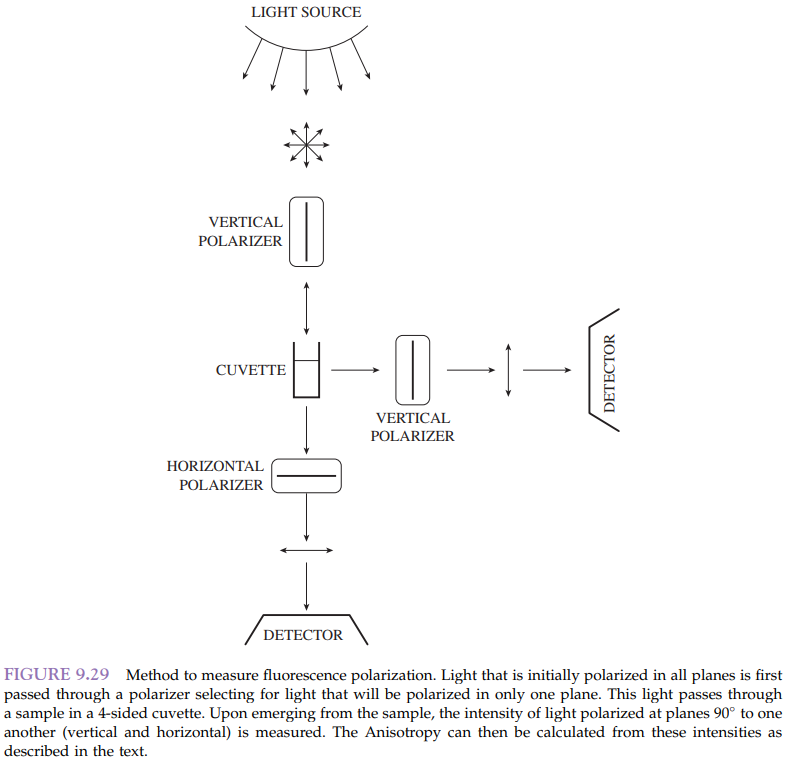 LIGHT SOURCE
VERTICAL
POLARIZER
CUVETTE
VERTICAL
POLARIZER
DETECTOR
HORIZONTAL
POLARIZER
DETECTOR
FIGURE 9.29 Method to measure fluorescence polarization. Light that is initially polarized in all planes is first
passed through a polarizer selecting for light that will be polarized in only one plane. This light passes through
a sample in a 4-sided cuvette. Upon emerging from the sample, the intensity of light polarized at planes 90° to one
another (vertical and horizontal) is measured. The Anisotropy can then be calculated from these intensities as
described in the text.